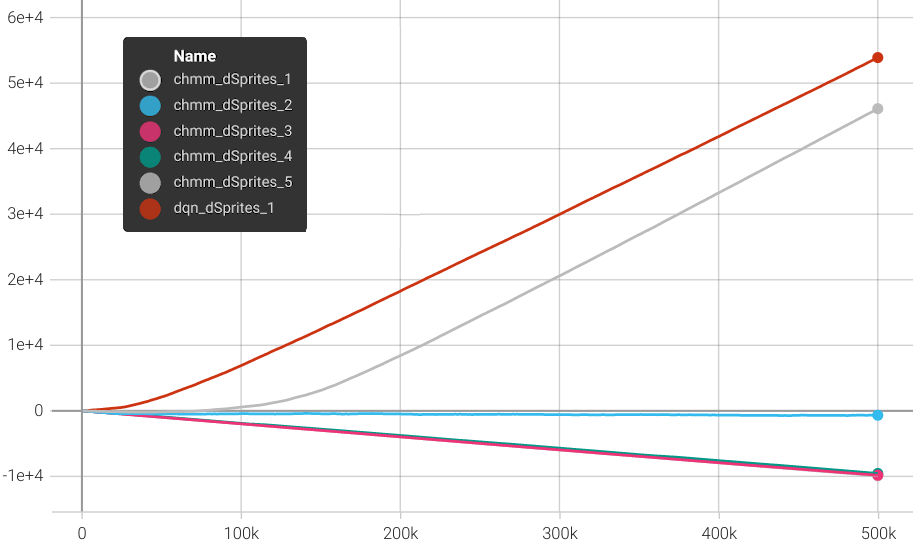 6e+4
5e+4
4e+4
3e+4
2e+4
1e+4
0
-1e+4
Name
chmm_dSprites_1
chmm_dSprites_2
chmm_dSprites_3
chmm_dSprites_4
chmm_dSprites_5
dqn_dSprites_1
0 100k 200k 300k 400k 500k